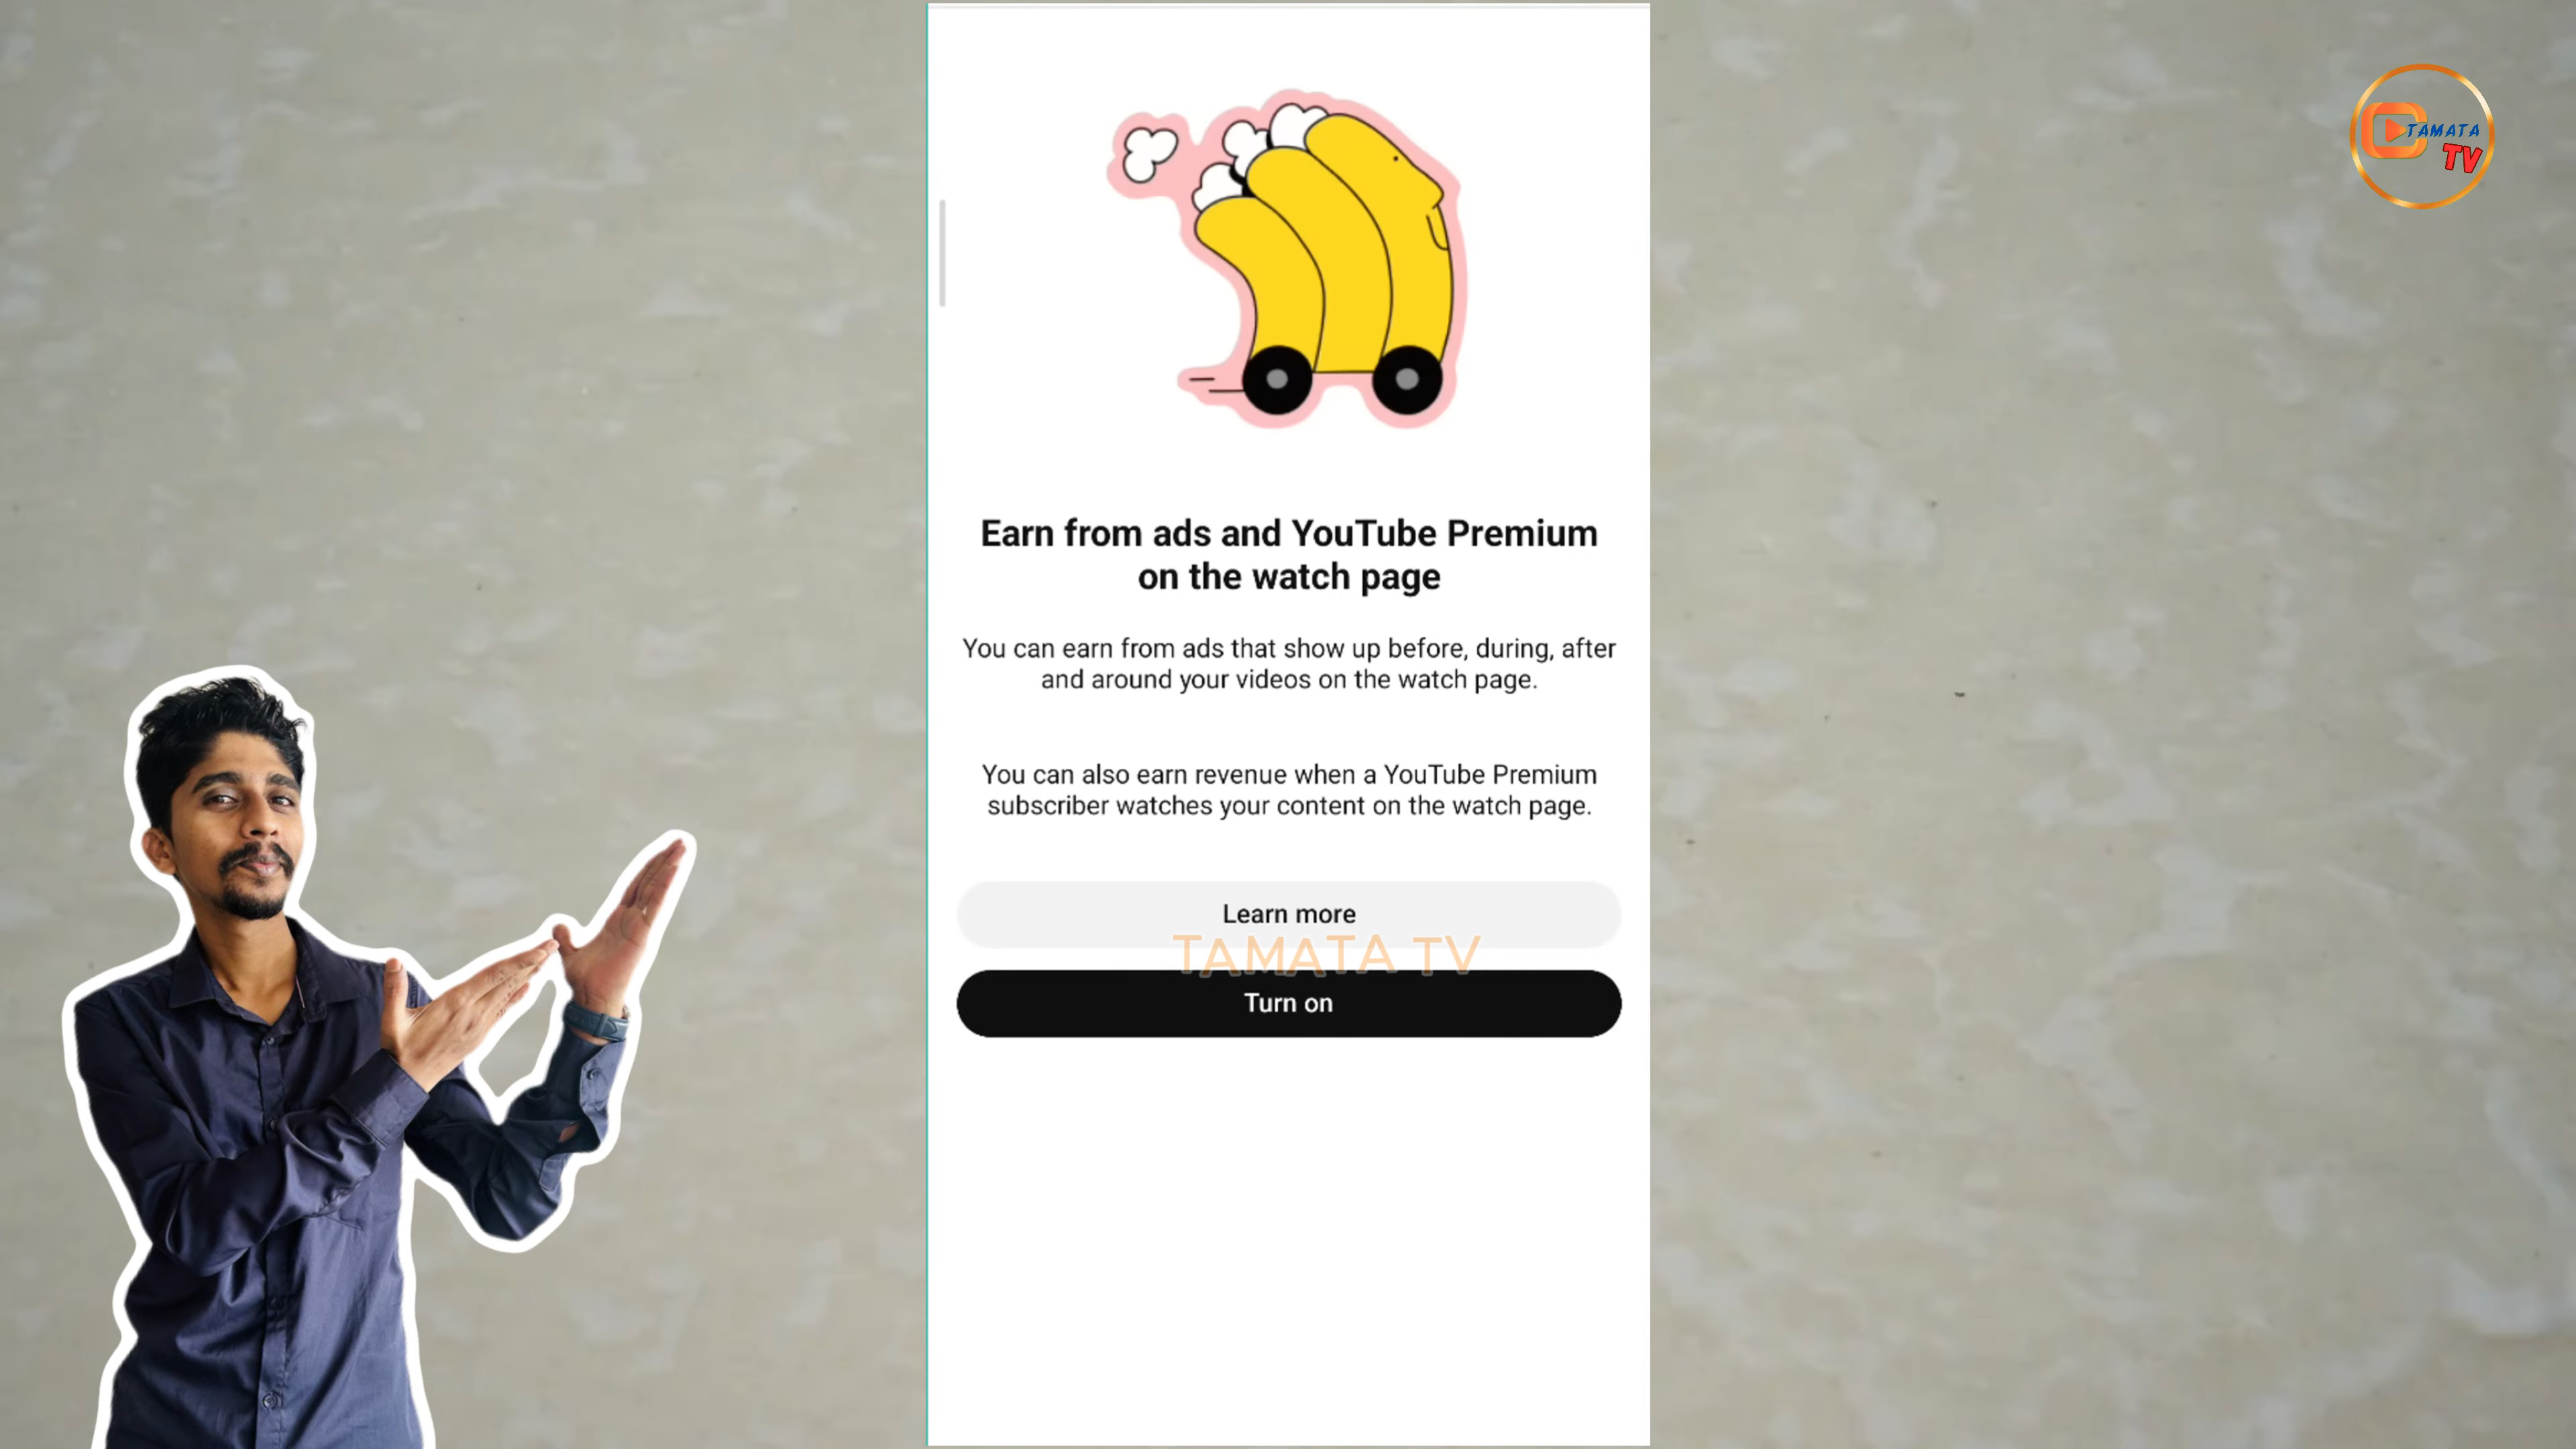 TAMATA
TV
Earn from ads and YouTube Premium
on the watch page
You can earn from ads that show up before, during, after
and around your videos on the watch page.
You can also earn revenue when a YouTube Premium
subscriber watches your content on the watch page.
Learn more
TAMATA TV
Turn on